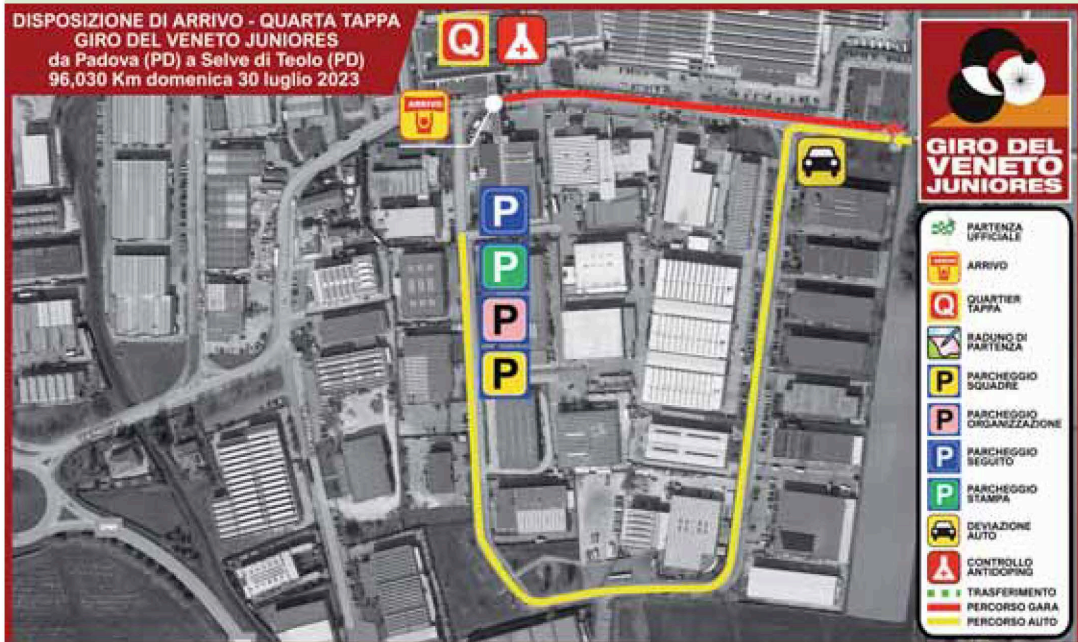 DISPOSIZIONE DI ARRIVO - QUARTA TAPPA
GIRO DEL VENETO JUNIORES
da Padova (PD) a Selve di Teolo (PD)
96,030 Km domenica 30 luglio 2023
Q
ARRIVO
P
P
P
P
GIRO DEL
VENETO
JUNIORES
PARTENZA
UFFICIALE
ARRIVO
Q
QUARTIER
TAPPA
RADUNO DI
PARTENZA
P
PARCHEGGIO
SQUADRE
P
PARCHEGGIO
ORGANIZZAZIONE
P
PARCHEGGIO
SEGUITO
P
PARCHEGGIO
STAMPA
DEVIAZIONE
AUTO
CONTROLLO
ANTIDOPING
TRASFERIMENTO
PERCORSO GARA
PERCORSO AUTO